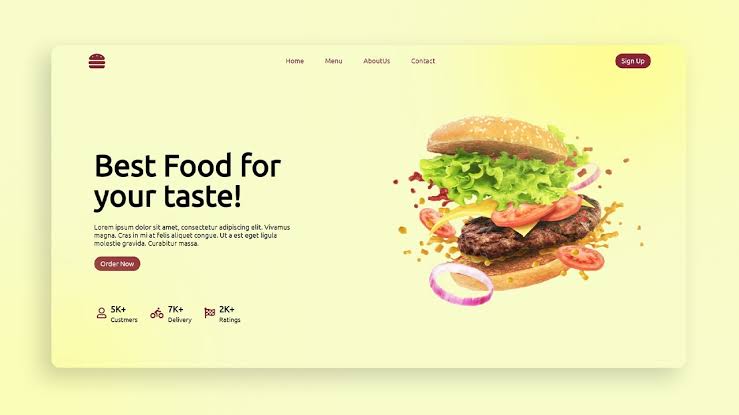 Home Menu AboutUs Contact Sign Up
Best Food for
your taste!
Lorem ipsum dolor sit amet, consectetur adipiscing elit. Vivamus
magna. Cras in mi at felis aliquet congue. Ut a est eget ligula
molestie gravida. Curabitur massa.
Order Now
5K+ 7K+ 2K+
Custmers Delivery Ratings